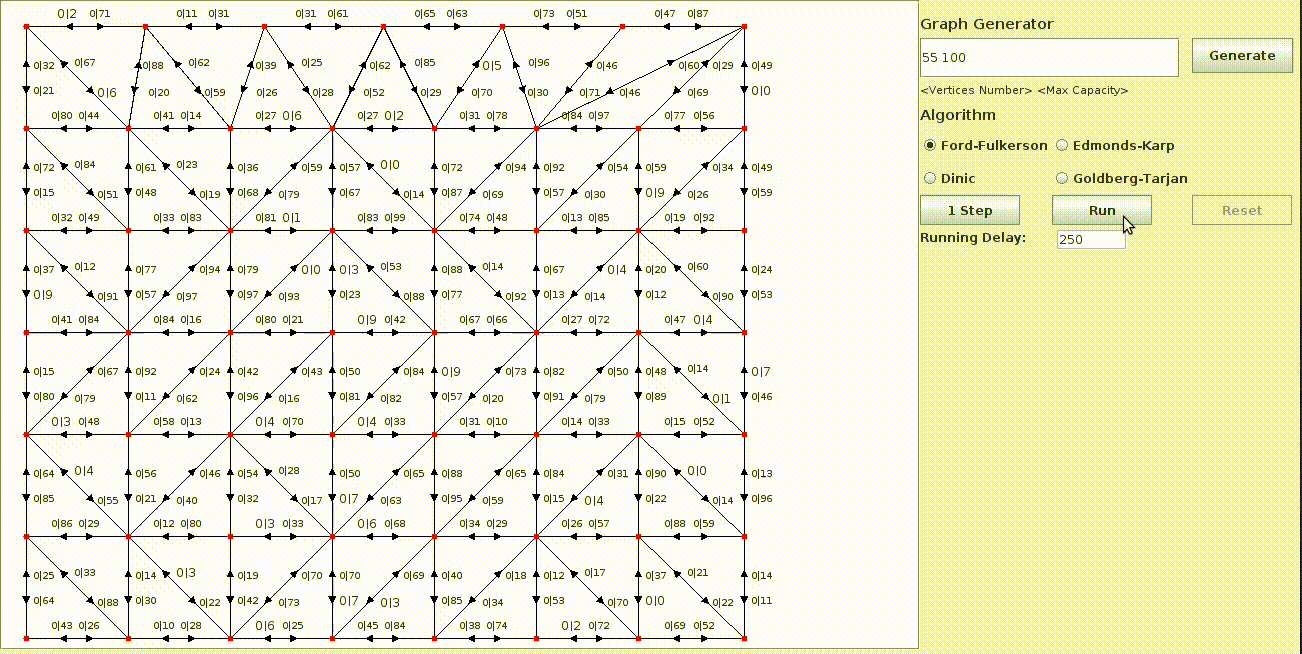 0|2 0|71 0|11 0|31 0|31 0|61 0|65 0|63 0|73 0|51 0|47 0|87
0|32 0|67 0|88 0|62 0|39 0|25 0|62 0|85 0|5 0|96 0|46 0|60 0|29 0|49
0|21 0|6 0|20 0|59 0|26 0|28 0|52 0|29 0|70 0|30 0|71 0|46 0|69 0|0
0|80 0|44 0|41 0|14 0|27 0|6 0|27 0|2 0|31 0|78 0|84 0|97 0|77 0|56
0|72 0|84 0|61 0|23 0|36 0|59 0|57 0|0 0|72 0|94 0|92 0|54 0|59 0|34 0|49
0|15 0|51 0|48 0|19 0|68 0|79 0|67 0|14 0|87 0|69 0|57 0|30 0|9 0|26 0|59
0|32 0|49 0|33 0|83 0|81 0|1 0|83 0|99 0|74 0|48 0|13 0|85 0|19 0|92
0|37 0|12 0|77 0|94 0|79 0|0 0|3 0|53 0|88 0|14 0|67 0|4 0|20 0|60 0|24
0|9 0|91 0|57 0|97 0|97 0|93 0|23 0|88 0|77 0|92 0|13 0|14 0|12 0|90 0|53
0|41 0|84 0|84 0|16 0|80 0|21 0|9 0|42 0|67 0|66 0|27 0|72 0|47 0|4
0|15 0|67 0|92 0|24 0|42 0|43 0|50 0|84 0|9 0|73 0|82 0|50 0|48 0|14 0|7
0|80 0|79 0|11 0|62 0|96 0|16 0|81 0|82 0|57 0|20 0|91 0|79 0|89 0|1 0|46
0|3 0|48 0|58 0|13 0|4 0|70 0|4 0|33 0|31 0|10 0|14 0|33 0|15 0|52
0|64 0|4 0|56 0|46 0|54 0|28 0|50 0|65 0|88 0|65 0|84 0|31 0|90 0|0 0|13
0|85 0|55 0|21 0|40 0|32 0|17 0|7 0|63 0|95 0|59 0|15 0|4 0|22 0|14 0|96
0|86 0|29 0|12 0|80 0|3 0|33 0|6 0|68 0|34 0|29 0|26 0|57 0|88 0|59
0|25 0|33 0|14 0|3 0|19 0|70 0|70 0|69 0|40 0|18 0|12 0|17 0|37 0|21 0|14
0|64 0|88 0|30 0|22 0|42 0|73 0|7 0|3 0|85 0|34 0|53 0|70 0|0 0|22 0|11
0|43 0|26 0|10 0|28 0|6 0|25 0|45 0|84 0|38 0|74 0|2 0|72 0|69 0|52
Graph Generator
55 100 Generate
<Vertices Number> <Max Capacity>
Algorithm
Ford-Fulkerson Edmonds-Karp
Dinic Goldberg-Tarjan
1 Step Run Reset
Running Delay: 250